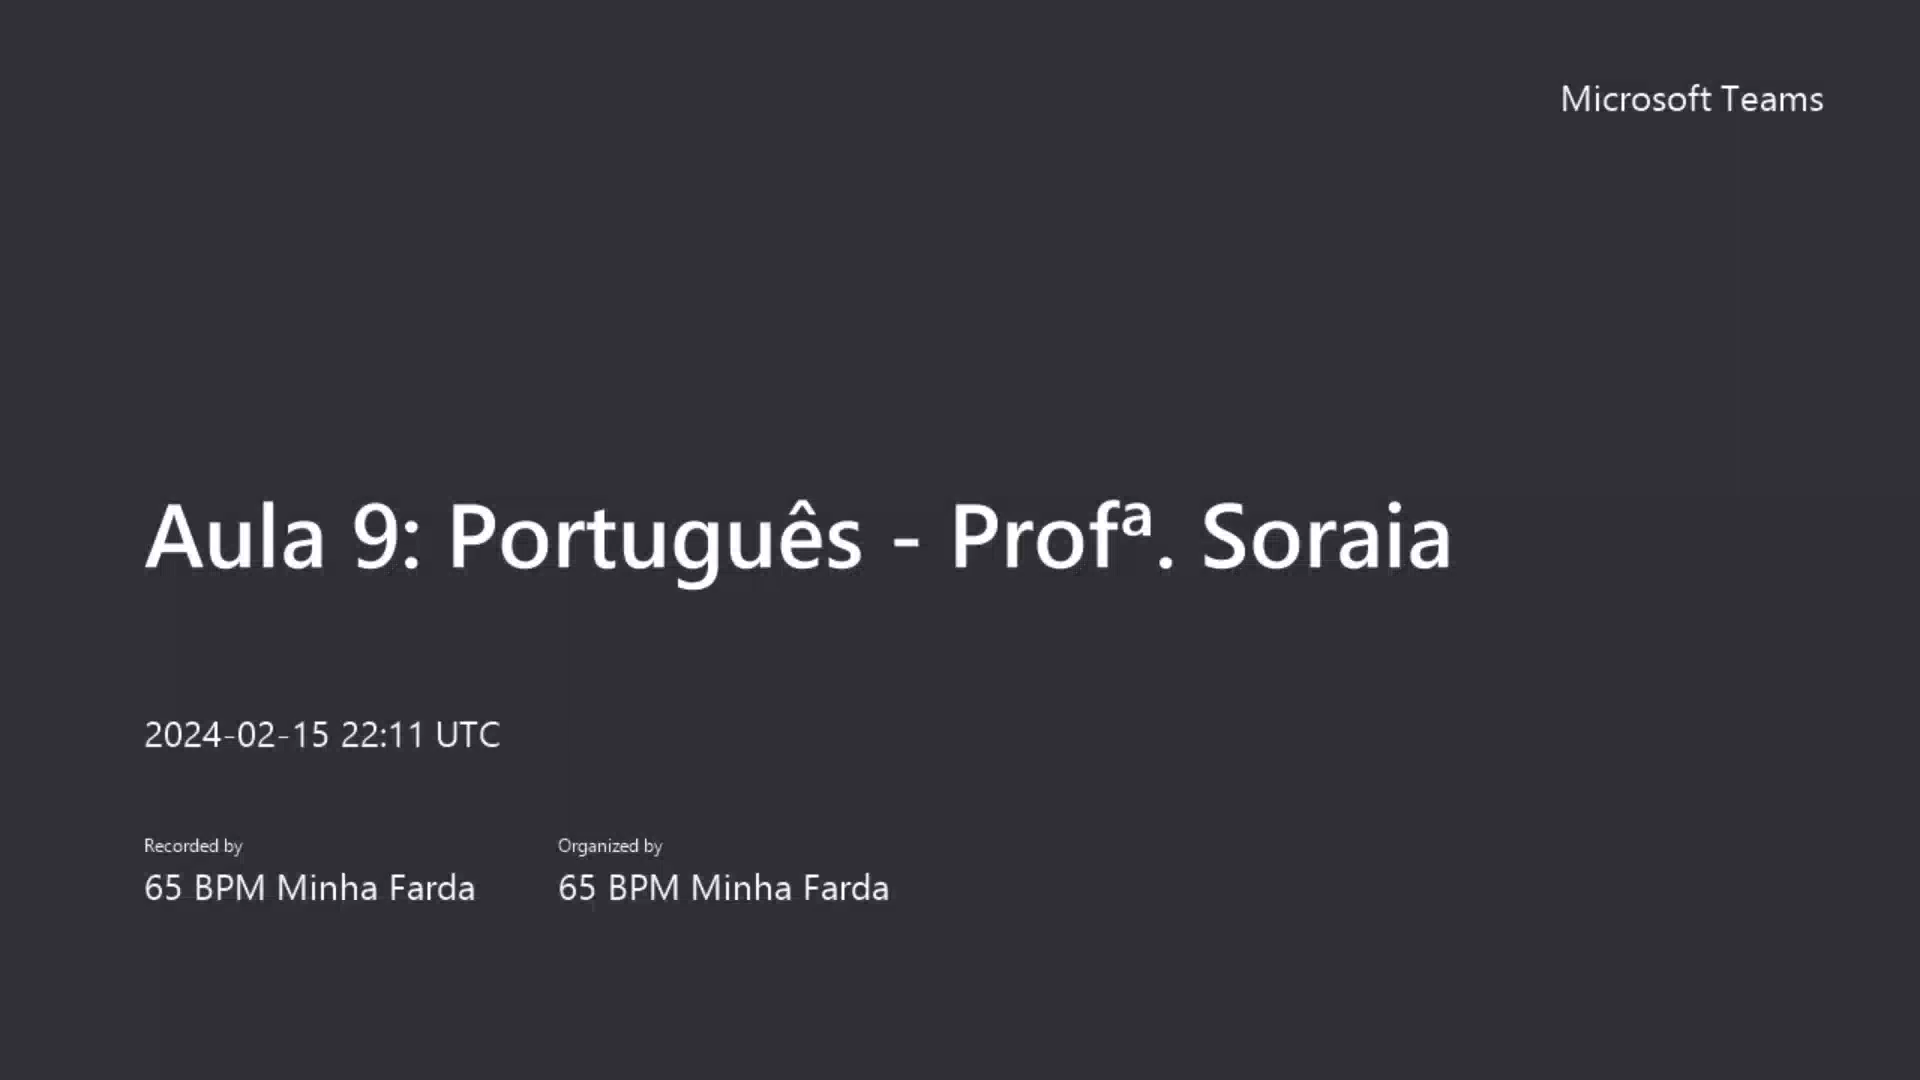 Microsoft Teams
Aula 9: Português - Profª. Soraia
2024-02-15 22:11 UTC
Recorded by
65 BPM Minha Farda
Organized by
65 BPM Minha Farda